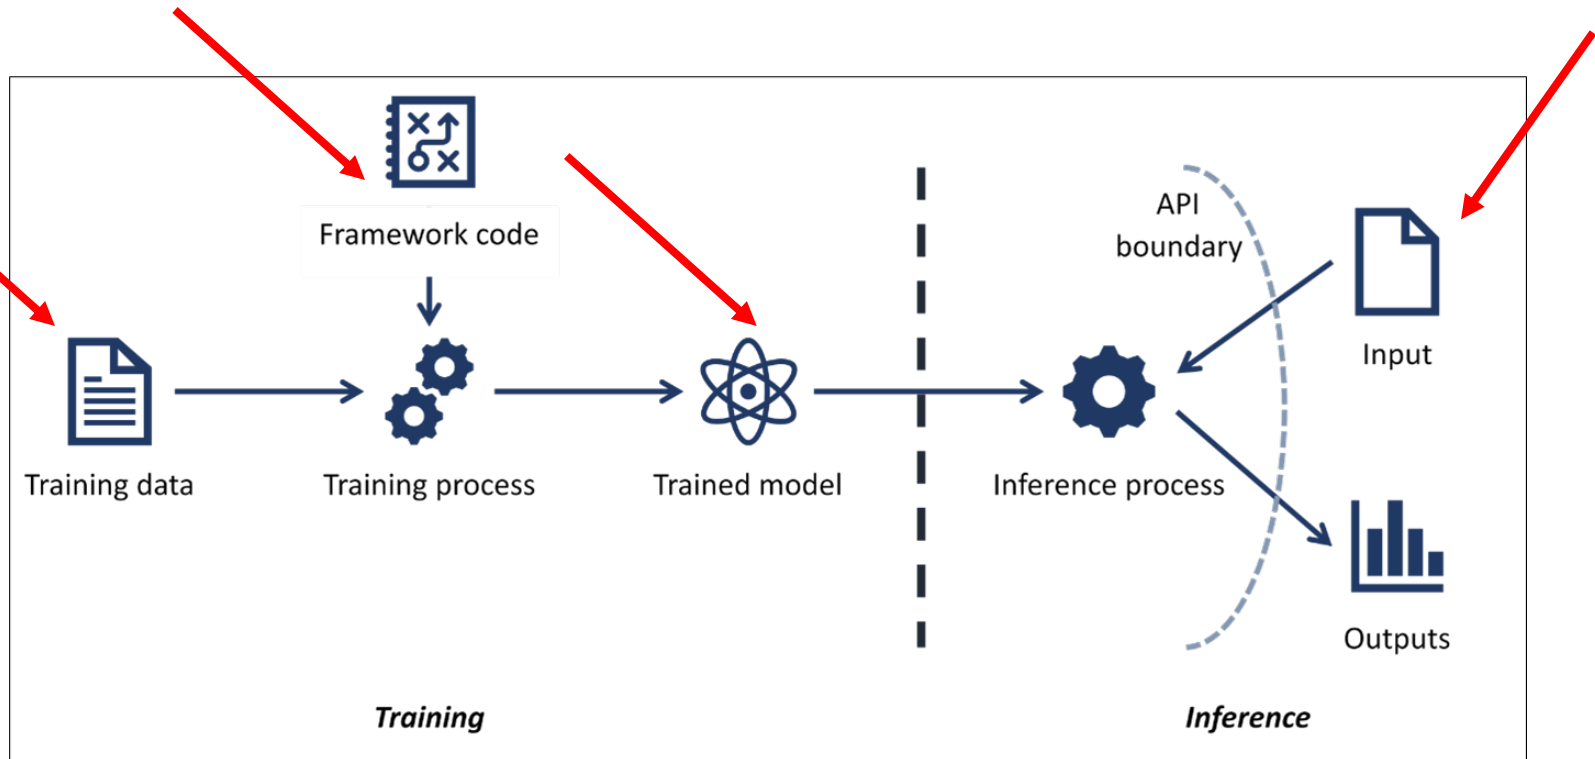 Framework code
API
boundary
Input
Training data
Training process
Trained model
Inference process
Outputs
Training
Inference